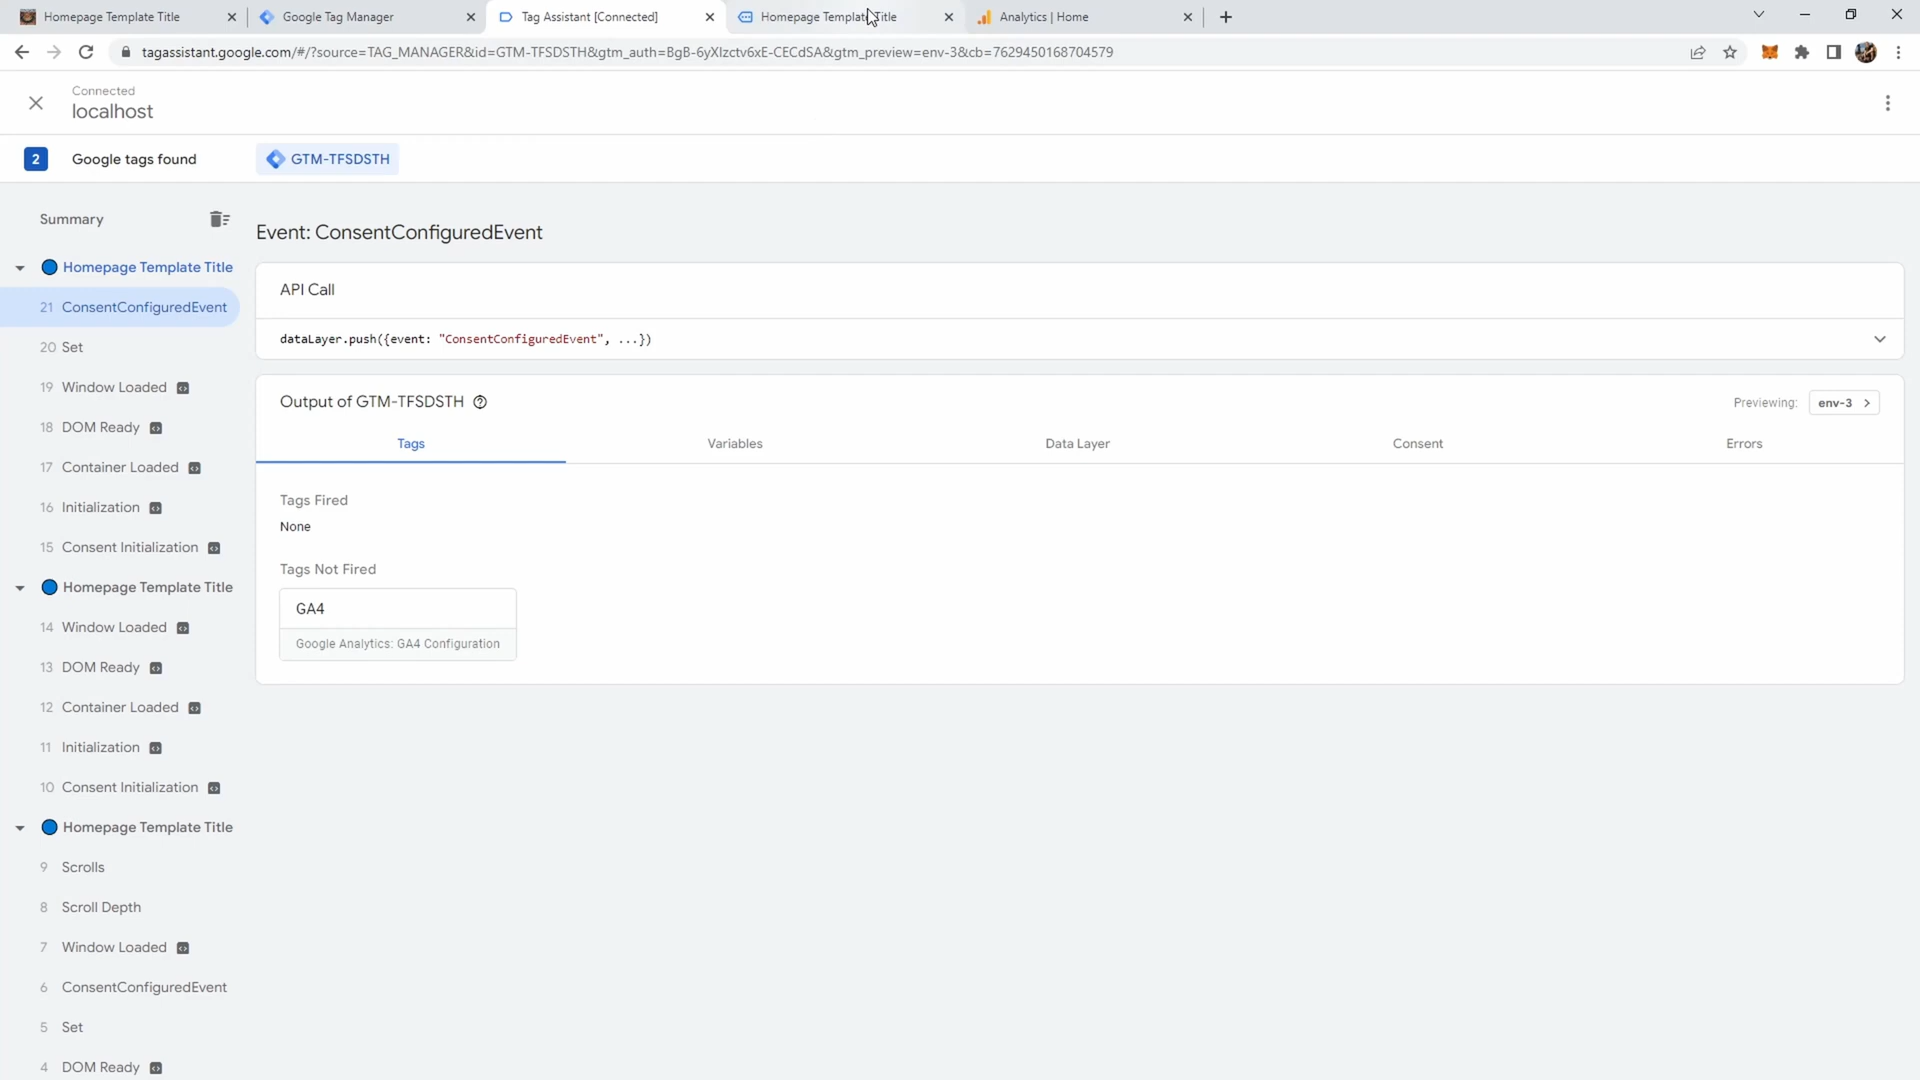 Homepage Template Title
Google Tag Manager
Tag Assistant [Connected]
Homepage Template Title
Analytics | Home
tagassistant.google.com/#/?source=TAG_MANAGER&id=GTM-TFSDSTH&gtm_auth=BgB-6yXIzctv6xE-CECdSA&gtm_preview=env-3&cb=7629450168704579
Connected
localhost
2 Google tags found
GTM-TFSDSTH
Summary
Homepage Template Title
21 ConsentConfiguredEvent
20 Set
19 Window Loaded
18 DOM Ready
17 Container Loaded
16 Initialization
15 Consent Initialization
Homepage Template Title
14 Window Loaded
13 DOM Ready
12 Container Loaded
11 Initialization
10 Consent Initialization
Homepage Template Title
9 Scrolls
8 Scroll Depth
7 Window Loaded
6 ConsentConfiguredEvent
5 Set
4 DOM Ready
Event: ConsentConfiguredEvent
API Call
dataLayer.push({event: "ConsentConfiguredEvent", ...})
Output of GTM-TFSDSTH
Previewing: env-3
Tags Variables Data Layer Consent Errors
Tags Fired
None
Tags Not Fired
GA4
Google Analytics: GA4 Configuration